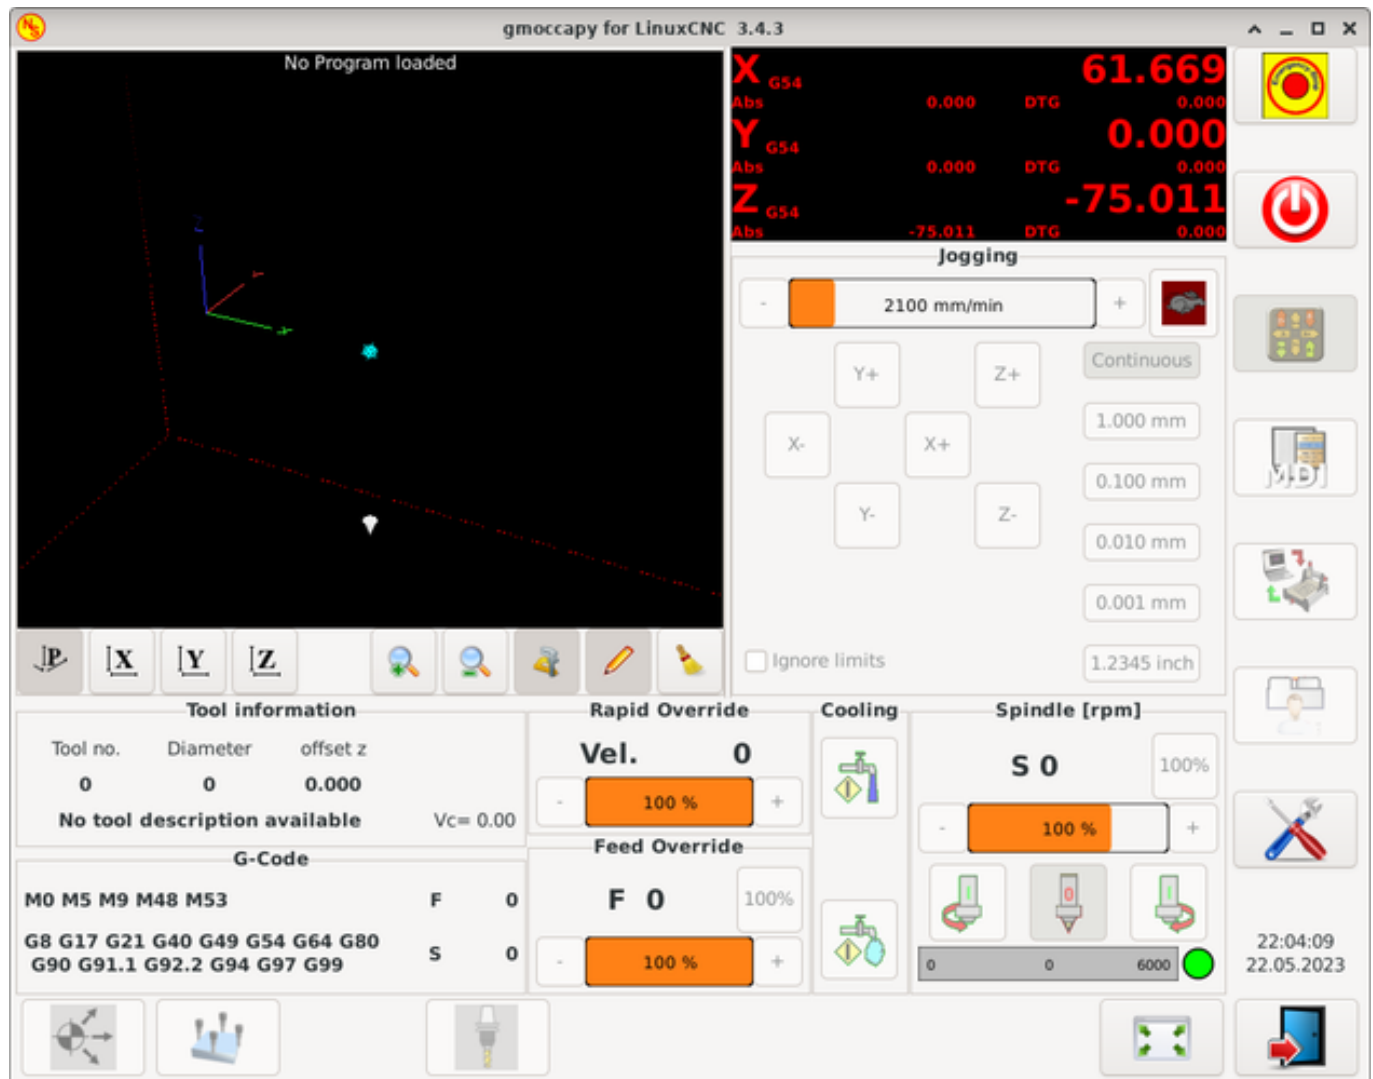 gmoccapy for LinuxCNC 3.4.3
No Program loaded
X G54 61.669
Abs 0.000 DTG 0.000
Y G54 0.000
Abs 0.000 DTG 0.000
Z G54 -75.011
Abs -75.011 DTG 0.000
Jogging
- 2100 mm/min +
Y+ Z+ Continuous
1.000 mm
X- X+
0.100 mm
Y- Z-
0.010 mm
0.001 mm
Ignore limits 1.2345 inch
P X Y Z
MDI
Tool information
Tool no. Diameter offset z
0 0 0.000
No tool description available Vc= 0.00
G-Code
M0 M5 M9 M48 M53 F 0
G8 G17 G21 G40 G49 G54 G64 G80
G90 G91.1 G92.2 G94 G97 G99
S 0
Rapid Override
Vel. 0
- 100 % +
Feed Override
F 0 100%
- 100 % +
Cooling
Spindle [rpm]
S 0 100%
- 100 % +
I 0 I
0 0 6000
22:04:09
22.05.2023